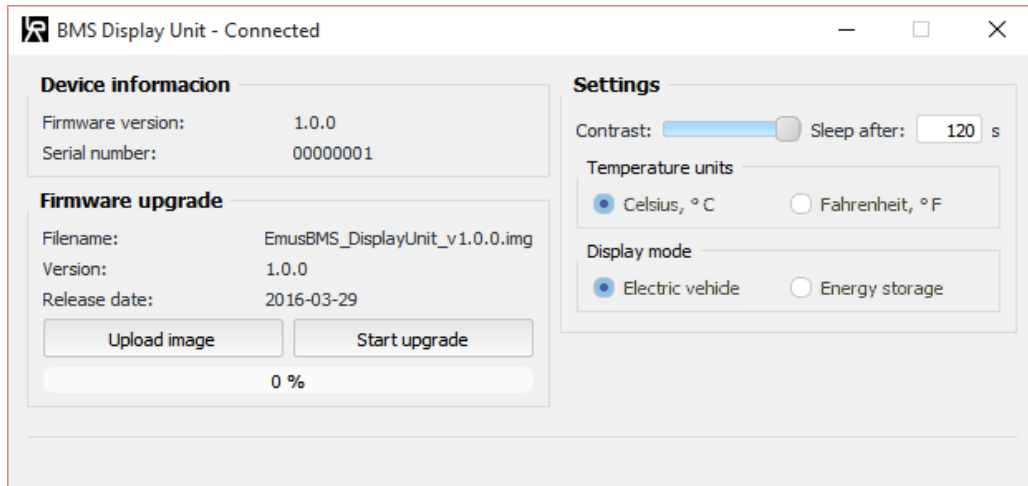 BMS Display Unit - Connected
Device informacion
Firmware version: 1.0.0
Serial number: 00000001
Firmware upgrade
Filename: EmusBMS_DisplayUnit_v1.0.0.img
Version: 1.0.0
Release date: 2016-03-29
Upload image Start upgrade
0 %
Settings
Contrast: Sleep after: 120 s
Temperature units
Celsius, °C Fahrenheit, °F
Display mode
Electric vehide Energy storage